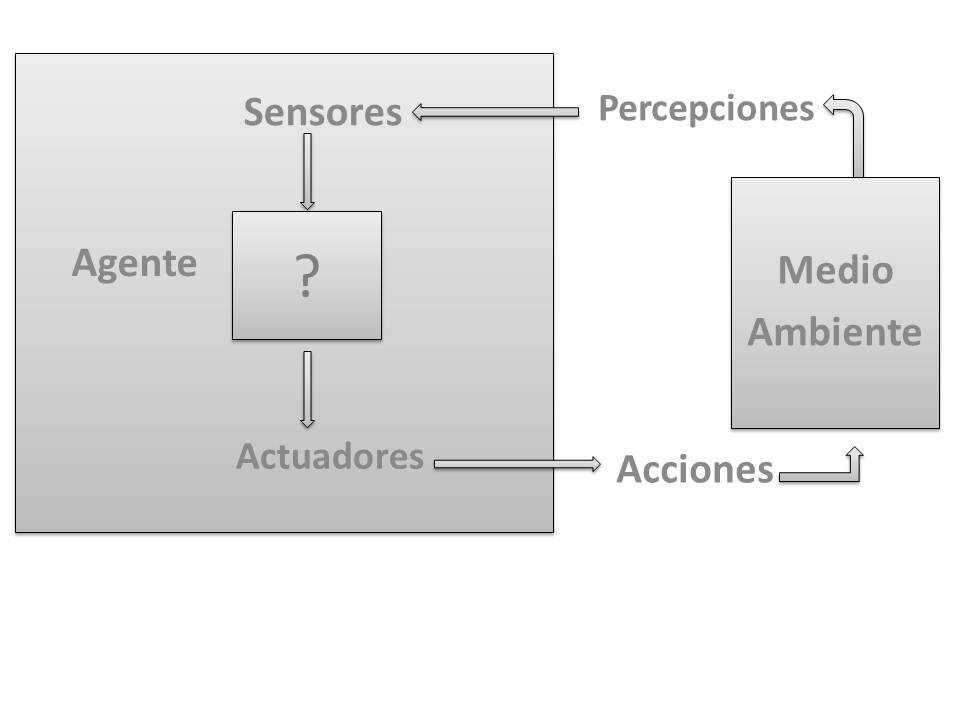 Sensores
Percepciones
Agente
?
Medio
Ambiente
Actuadores
Acciones